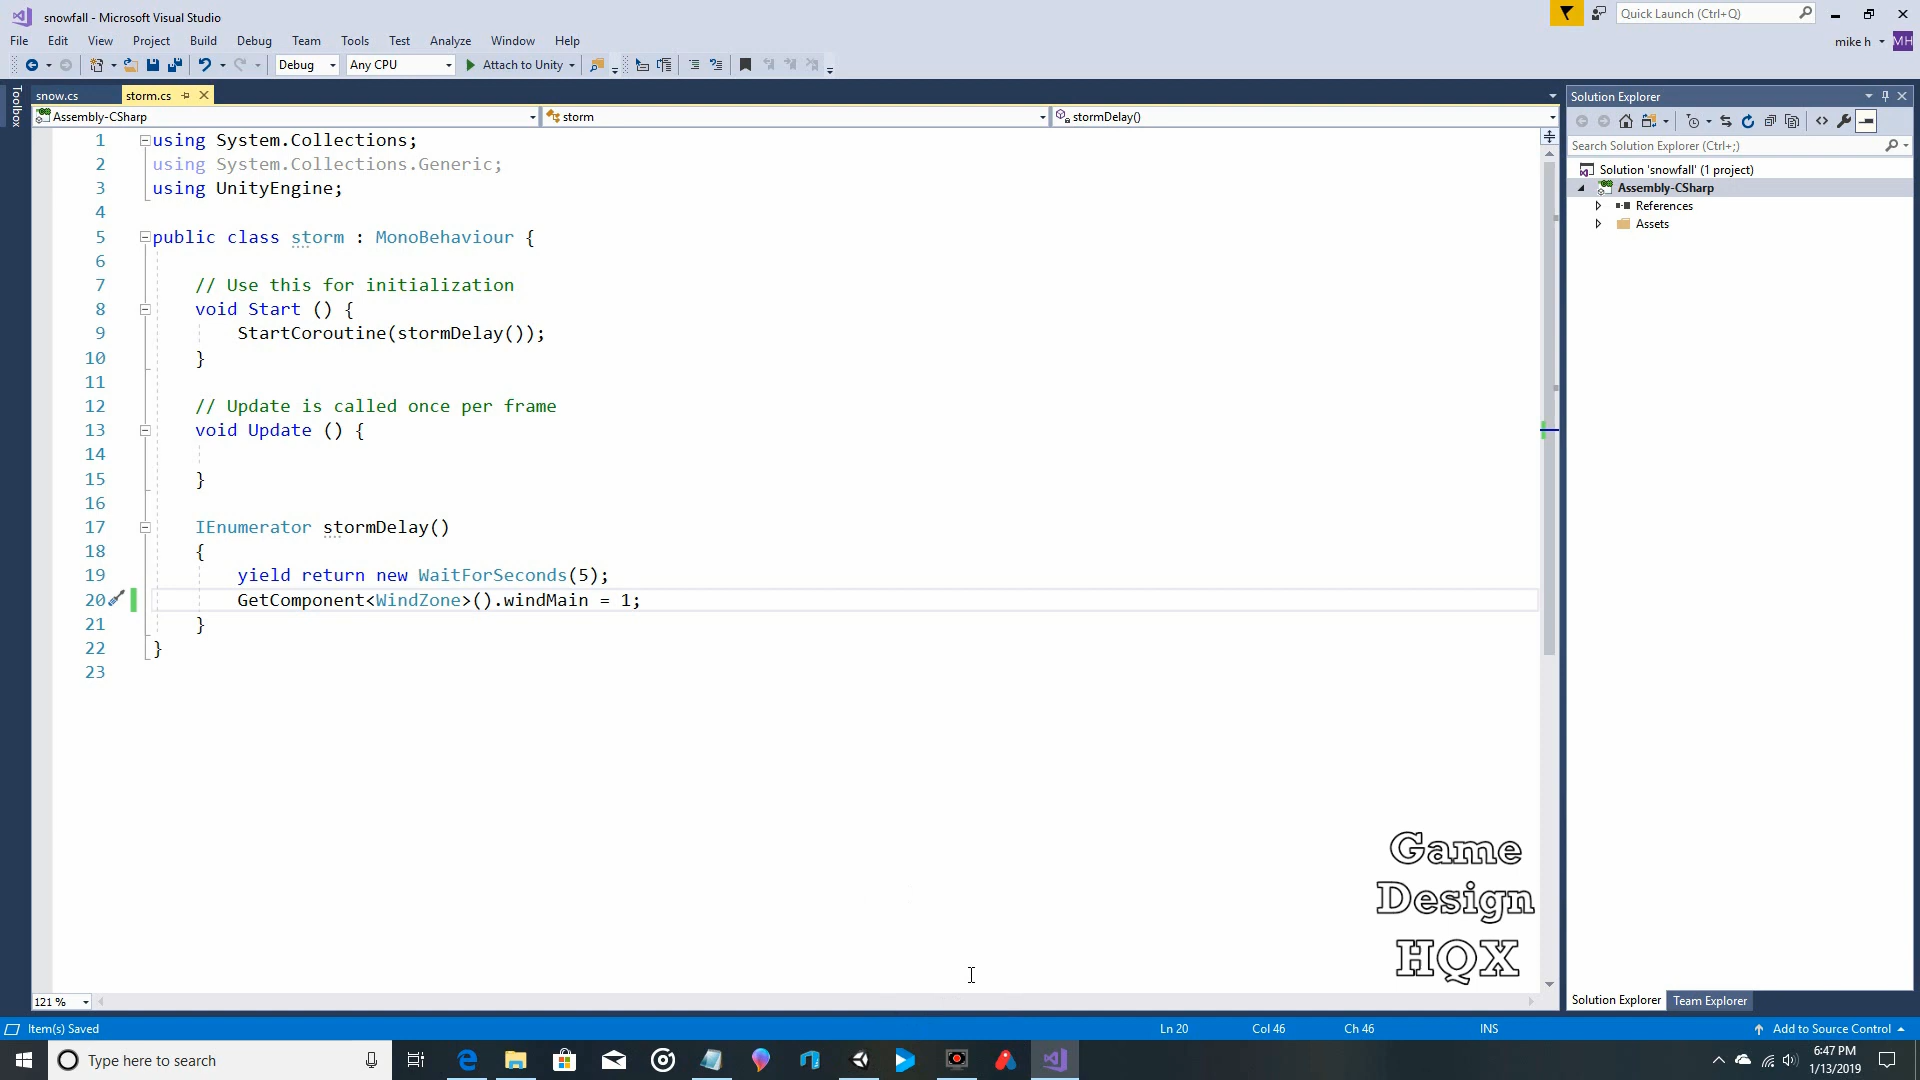 snowfall - Microsoft Visual Studio
Quick Launch (Ctrl+Q)
File Edit View Project Build Debug Team Tools Test Analyze Window Help
mike h MH
Debug Any CPU Attach to Unity
Toolbox
snow.cs storm.cs
Assembly-CSharp storm stormDelay()
1 using System.Collections;
2 using System.Collections.Generic;
3 using UnityEngine;
4
5 public class storm : MonoBehaviour {
6
7 // Use this for initialization
8 void Start () {
9 StartCoroutine(stormDelay());
10 }
11
12 // Update is called once per frame
13 void Update () {
14
15 }
16
17 IEnumerator stormDelay()
18 {
19 yield return new WaitForSeconds(5);
20 GetComponent<WindZone>().windMain = 1;
21 }
22 }
23
121 %
Solution Explorer
Search Solution Explorer (Ctrl+;)
Solution 'snowfall' (1 project)
Assembly-CSharp
References
Assets
Game
Design
HQX
Solution Explorer Team Explorer
Item(s) Saved Ln 20 Col 46 Ch 46 INS Add to Source Control
Type here to search
6:47 PM
1/13/2019